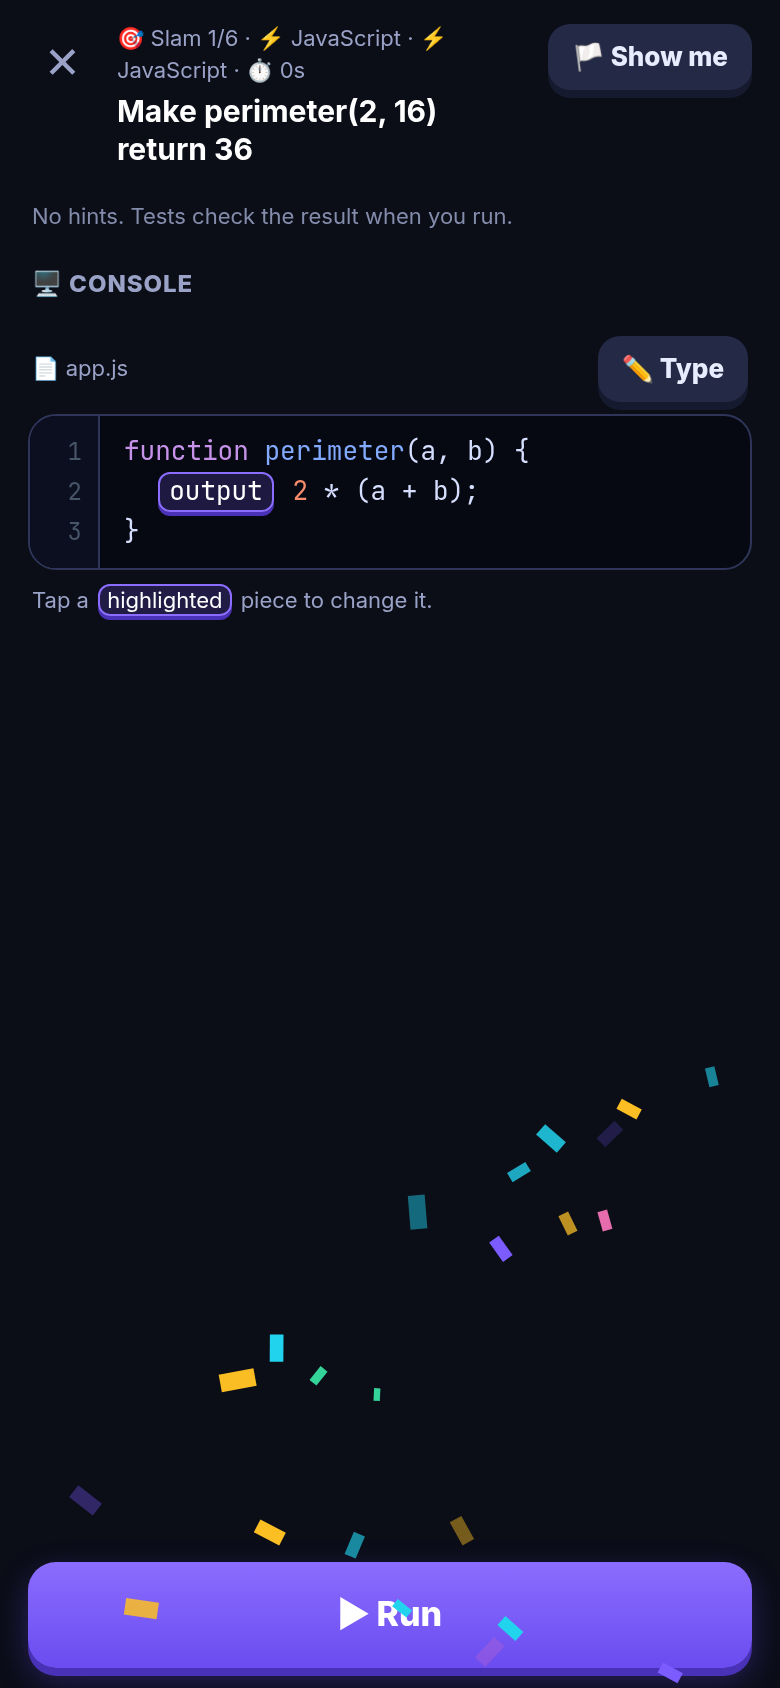 🎯 Slam 1/6 · ⚡ JavaScript · ⚡
JavaScript · ⏱️ 0s
Make perimeter(2, 16)
return 36
🏳️ Show me
No hints. Tests check the result when you run.
🖥️ CONSOLE
📄 app.js
✏️ Type
1 function perimeter(a, b) {
2 output 2 * (a + b);
3 }
Tap a highlighted piece to change it.
▶ Run